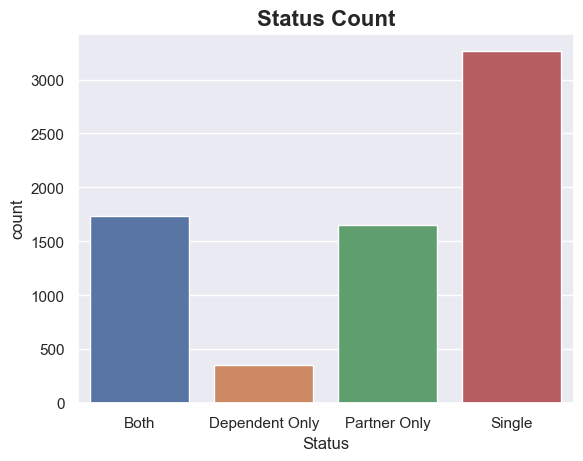 Status Count
count
3000
2500
2000
1500
1000
500
0
Both Dependent Only Partner Only Single
Status